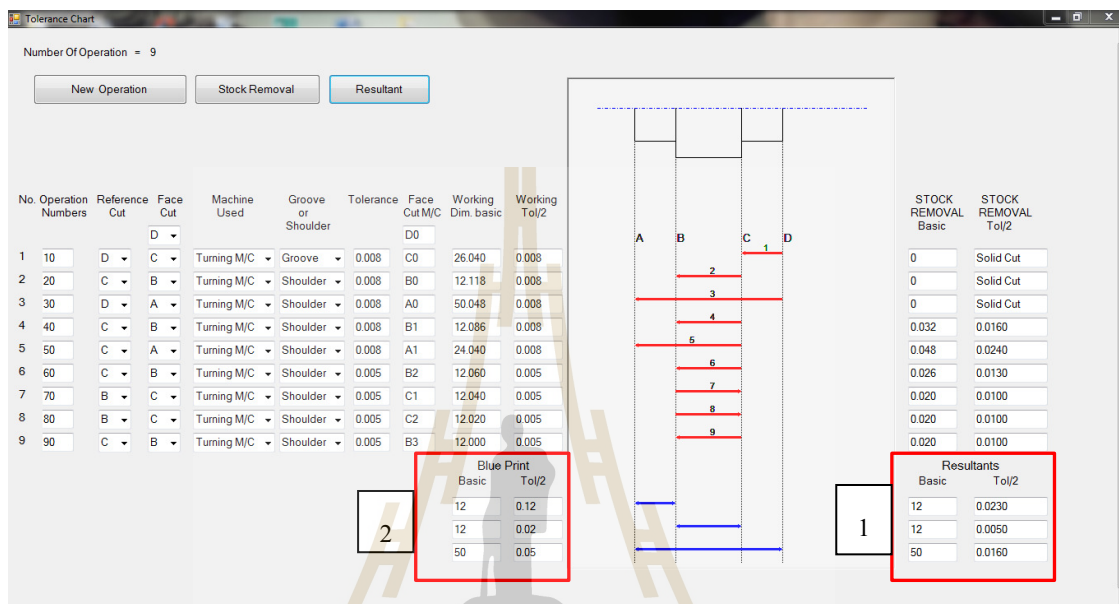 Tolerance Chart
Number Of Operation = 9
New Operation Stock Removal Resultant
No. Operation Numbers Reference Cut Face Cut Machine Used Groove or Shoulder Tolerance Face Cut M/C Working Dim. basic Working Tol/2 STOCK REMOVAL Basic STOCK REMOVAL Tol/2
D D0
A B C D
1 10 D C Turning M/C Groove 0.008 C0 26.040 0.008 1 0 Solid Cut
2 20 C B Turning M/C Shoulder 0.008 B0 12.118 0.008 2 0 Solid Cut
3 30 D A Turning M/C Shoulder 0.008 A0 50.048 0.008 3 0 Solid Cut
4 40 C B Turning M/C Shoulder 0.008 B1 12.086 0.008 4 0.032 0.0160
5 50 C A Turning M/C Shoulder 0.008 A1 24.040 0.008 5 0.048 0.0240
6 60 C B Turning M/C Shoulder 0.005 B2 12.060 0.005 6 0.026 0.0130
7 70 B C Turning M/C Shoulder 0.005 C1 12.040 0.005 7 0.020 0.0100
8 80 B C Turning M/C Shoulder 0.005 C2 12.020 0.005 8 0.020 0.0100
9 90 C B Turning M/C Shoulder 0.005 B3 12.000 0.005 9 0.020 0.0100
Blue Print Resultants
Basic Tol/2 Basic Tol/2
12 0.12 12 0.0230
2 12 0.02 1 12 0.0050
50 0.05 50 0.0160